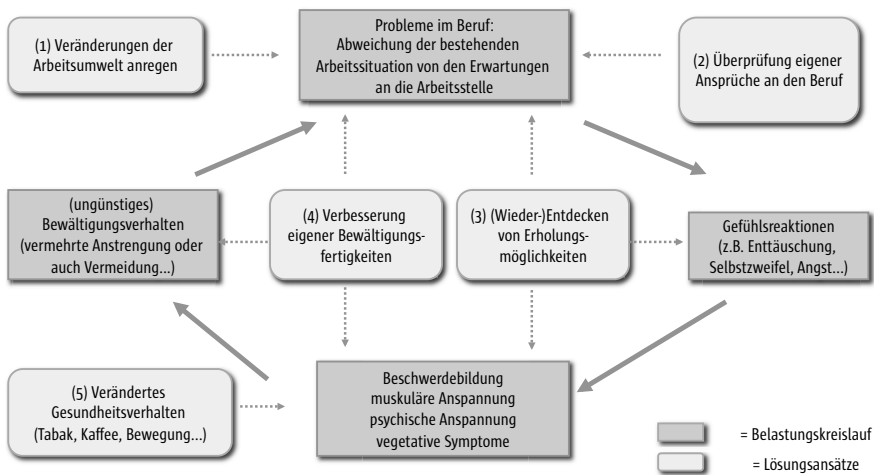 (1) Veränderungen der
Arbeitsumwelt anregen
Probleme im Beruf:
Abweichung der bestehenden
Arbeitssituation von den Erwartungen
an die Arbeitsstelle
(2) Überprüfung eigener
Ansprüche an den Beruf
(ungünstiges)
Bewältigungsverhalten
(vermehrte Anstrengung oder
auch Vermeidung...)
(4) Verbesserung
eigener Bewältigungs-
fertigkeiten
(3) (Wieder-)Entdecken
von Erholungs-
möglichkeiten
Gefühlsreaktionen
(z.B. Enttäuschung,
Selbstzweifel, Angst...)
(5) Verändertes
Gesundheitsverhalten
(Tabak, Kaffee, Bewegung...)
Beschwerdebildung
muskuläre Anspannung
psychische Anspannung
vegetative Symptome
= Belastungskreislauf
= Lösungsansätze